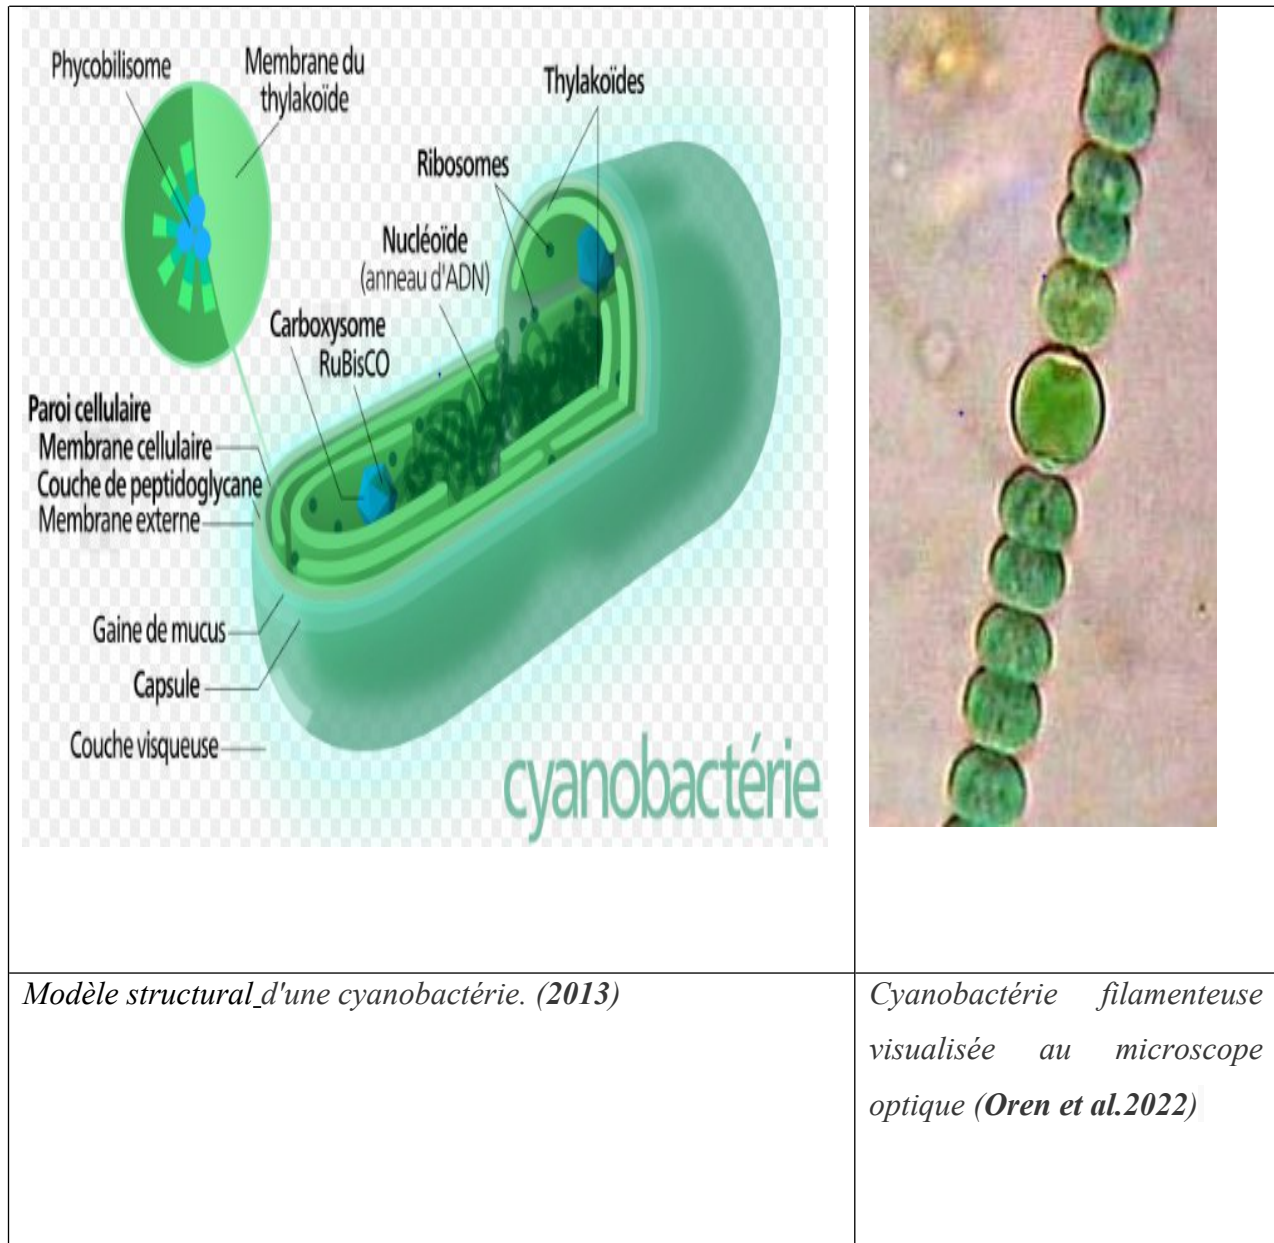 Phycobilisome
Membrane du
thylakoïde
Thylakoïdes
Ribosomes
Nucléoïde
(anneau d'ADN)
Carboxysome
RuBisCO
Paroi cellulaire
Membrane cellulaire
Couche de peptidoglycane
Membrane externe
Gaine de mucus
Capsule
Couche visqueuse
cyanobactérie
Modèle structural d'une cyanobactérie. (2013)
Cyanobactérie filamenteuse
visualisée au microscope
optique (Oren et al.2022)